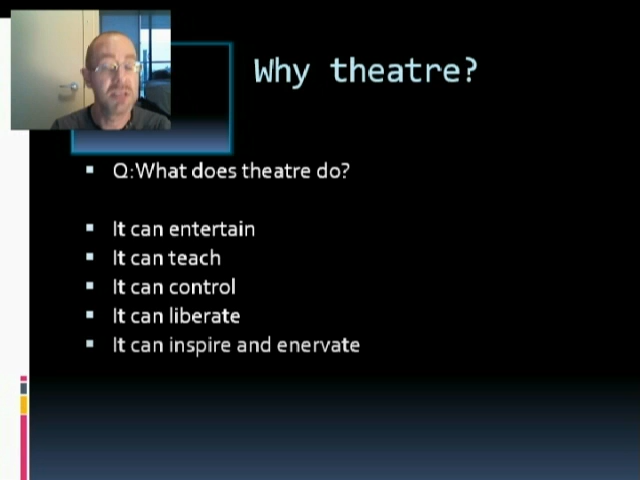 Why theatre?
Q:What does theatre do?
It can entertain
It can teach
It can control
It can liberate
It can inspire and enervate